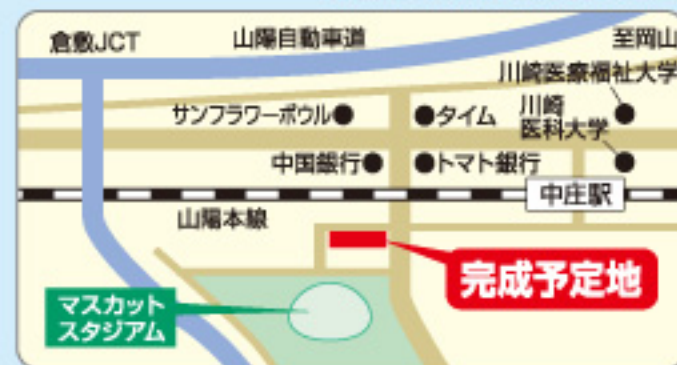 倉敷JCT
山陽自動車道
至岡山
川崎医療福祉大学
サンフラワーボウル
タイム
川崎
医科大学
中国銀行
トマト銀行
中庄駅
山陽本線
完成予定地
マスカット
スタジアム